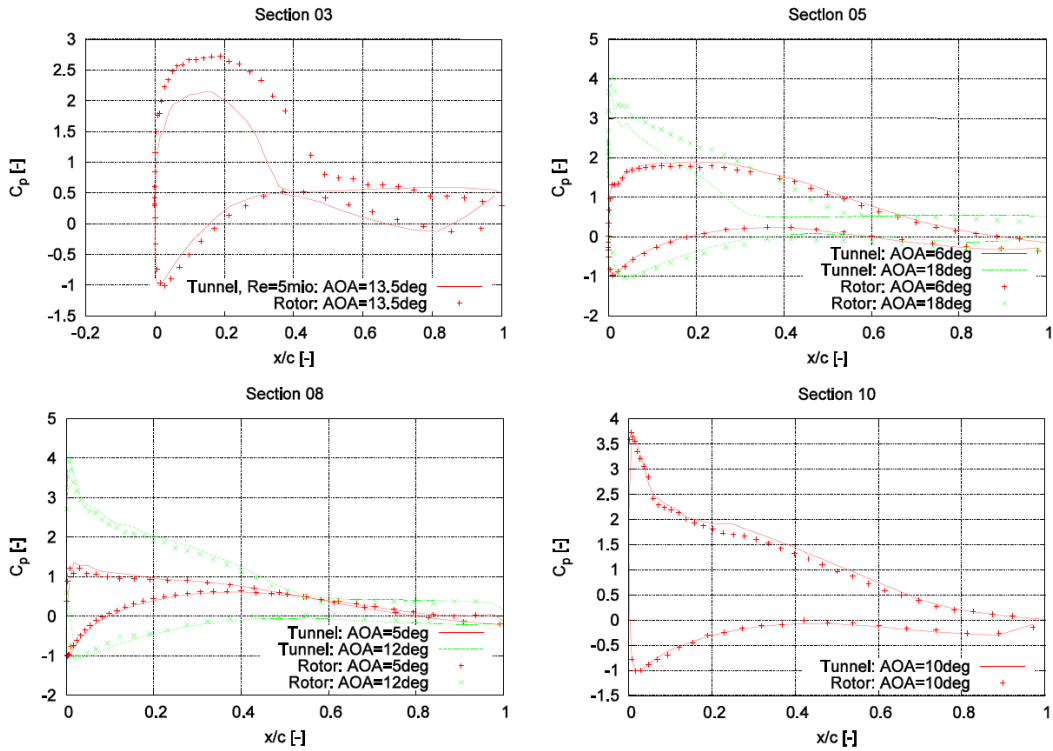 Section 03
3
2.5
2
1.5
1
0.5
0
-0.5
-1
-1.5
-0.2 0 0.2 0.4 0.6 0.8 1
Cp [-]
x/c [-]
Tunnel, Re=5mio: AOA=13.5deg
Rotor: AOA=13.5deg
Section 05
5
4
3
2
1
0
-1
-2
0 0.2 0.4 0.6 0.8 1
Cp [-]
x/c [-]
Tunnel: AOA=6deg
Tunnel: AOA=18deg
Rotor: AOA=6deg
Rotor: AOA=18deg
Section 08
5
4
3
2
1
0
-1
-2
0 0.2 0.4 0.6 0.8 1
Cp [-]
x/c [-]
Tunnel: AOA=5deg
Tunnel: AOA=12deg
Rotor: AOA=5deg
Rotor: AOA=12deg
Section 10
4
3.5
3
2.5
2
1.5
1
0.5
0
-0.5
-1
-1.5
0 0.2 0.4 0.6 0.8 1
Cp [-]
x/c [-]
Tunnel: AOA=10deg
Rotor: AOA=10deg